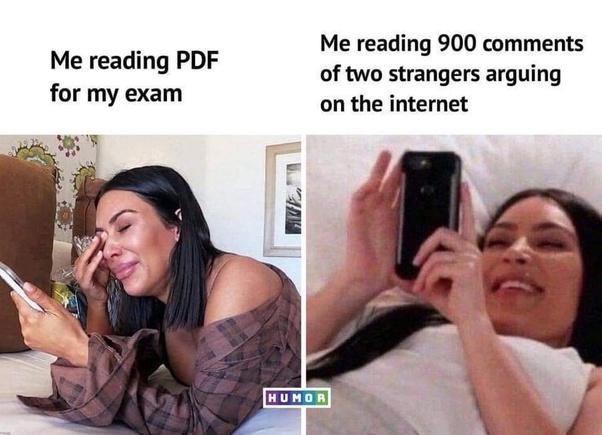 Me reading PDF
for my exam
Me reading 900 comments
of two strangers arguing
on the internet
HUMOR